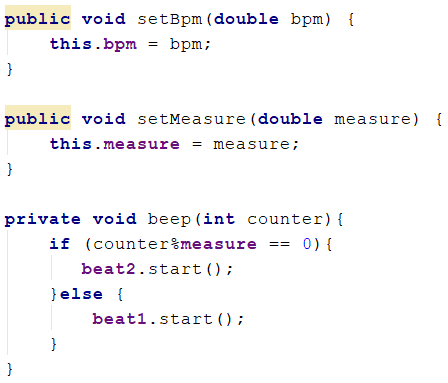 public void setBpm(double bpm) {
    this.bpm = bpm;
}

public void setMeasure(double measure) {
    this.measure = measure;
}

private void beep(int counter){
    if (counter%measure == 0){
       beat2.start();
    }else {
        beat1.start();
    }
}